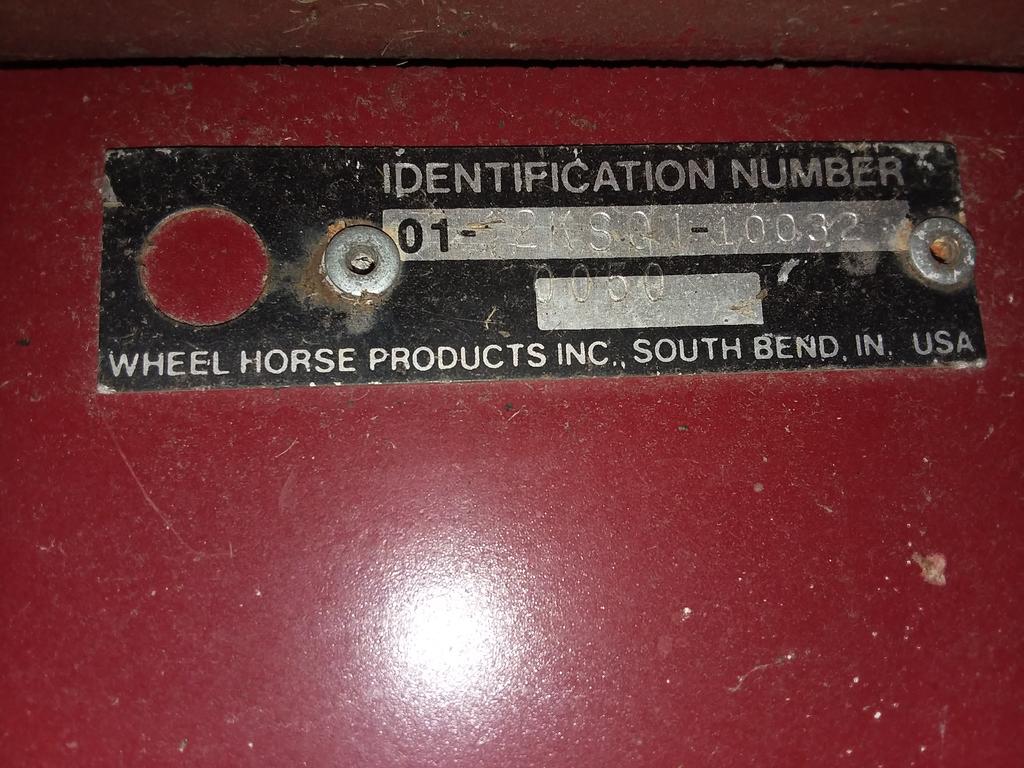 IDENTIFICATION NUMBER
01- 2KS01-10032
0050
WHEEL HORSE PRODUCTS INC., SOUTH BEND, IN. USA